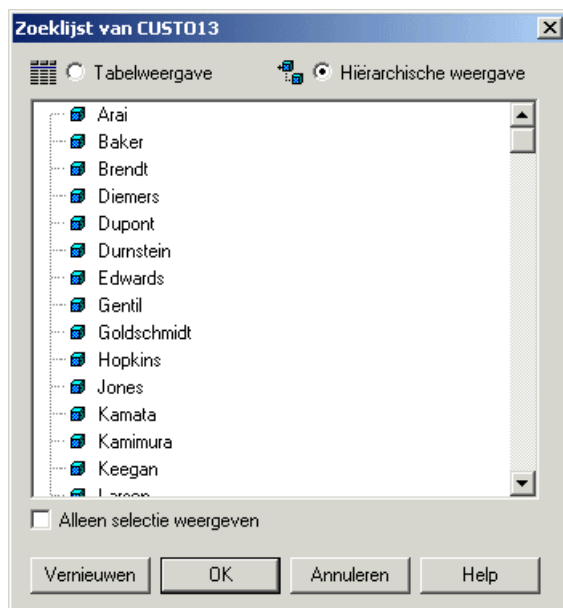 Zoeklijst van CUSTO13
Tabelweergave
Hiërarchische weergave
Arai
Baker
Brendt
Diemers
Dupont
Durnstein
Edwards
Gentil
Goldschmidt
Hopkins
Jones
Kamata
Kamimura
Keegan
Alleen selectie weergeven
Vernieuwen
OK
Annuleren
Help